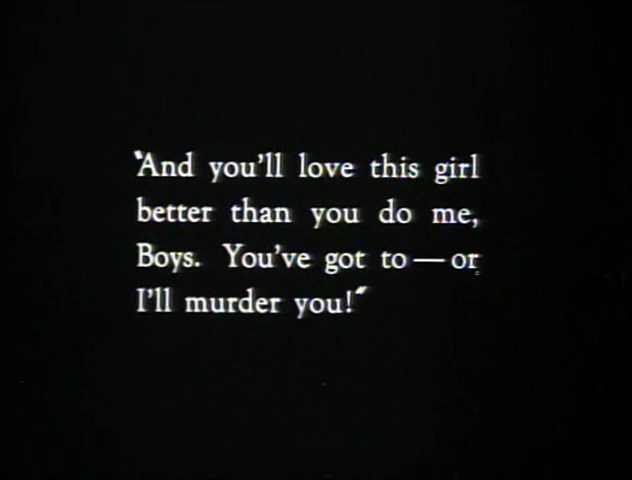 "And you'll love this girl
better than you do me,
Boys. You've got to — or
I'll murder you!"